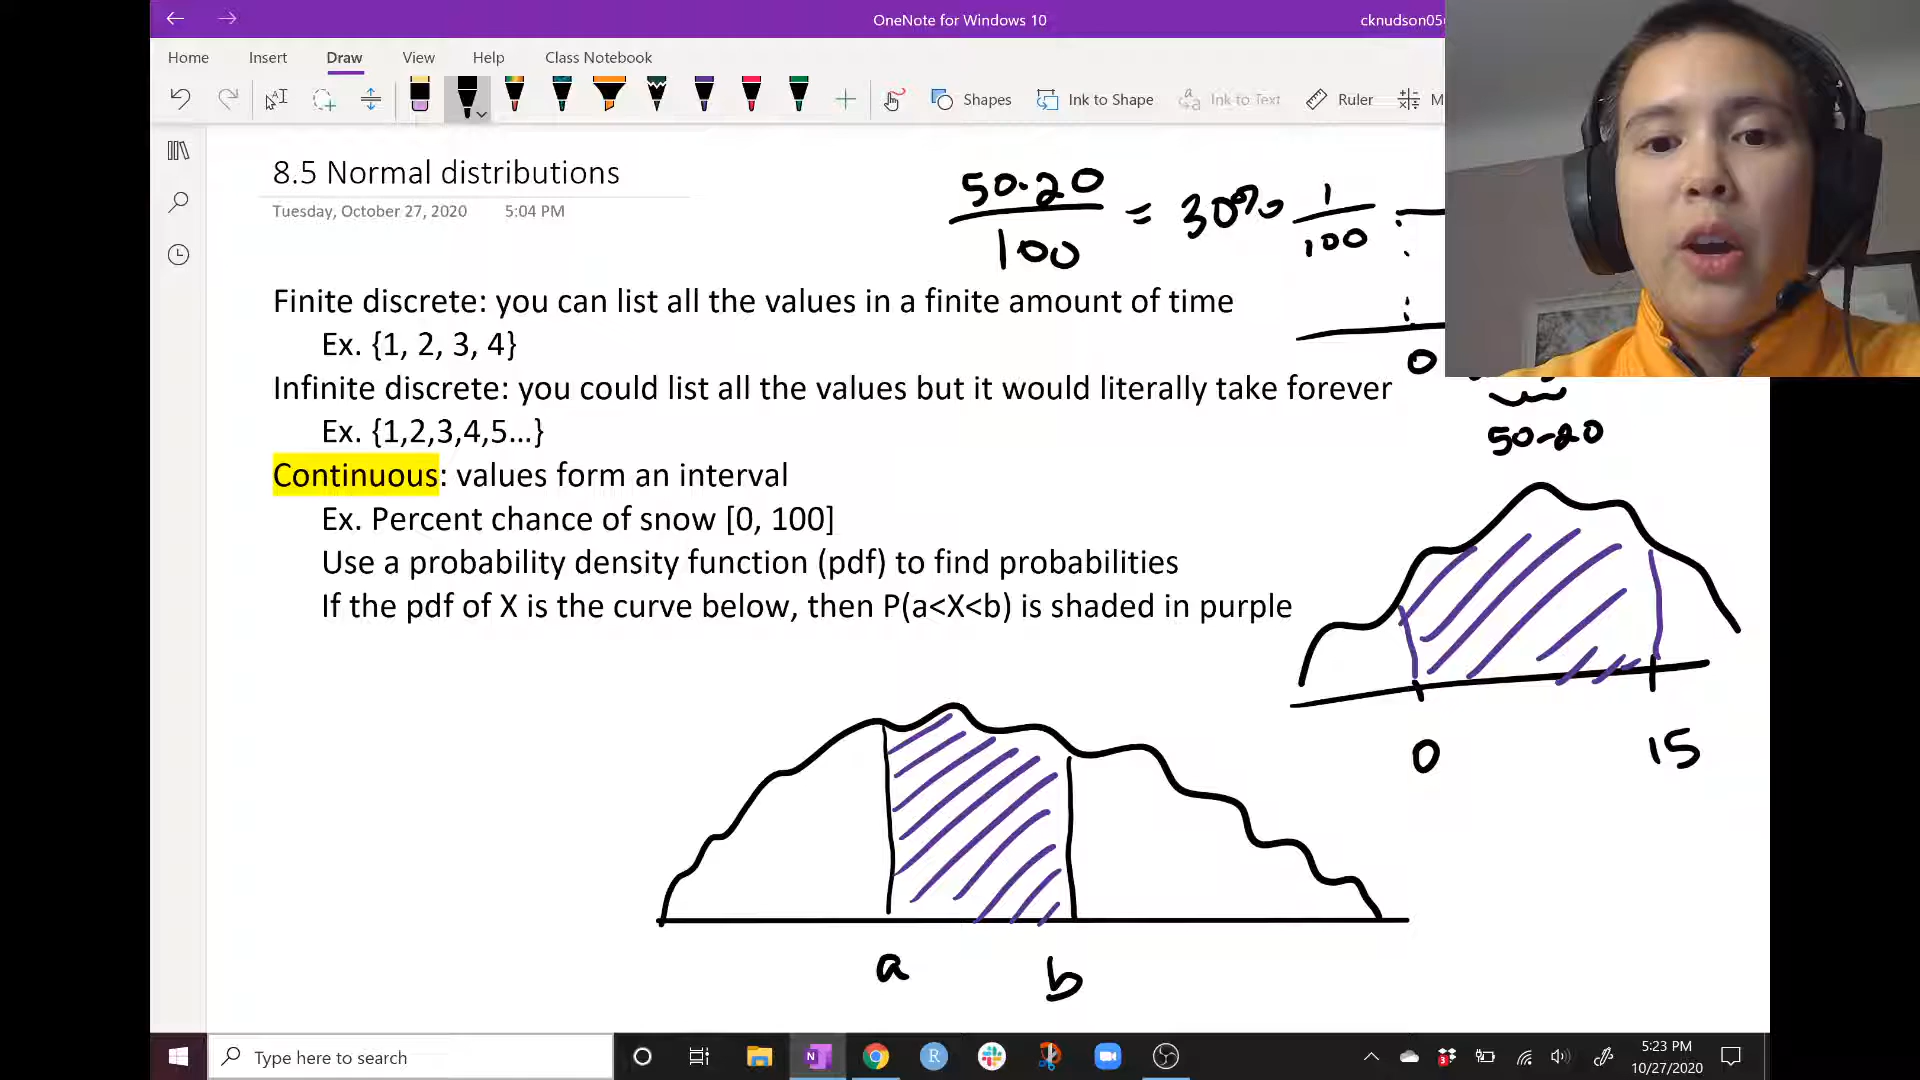 OneNote for Windows 10
cknudson05
Home Insert Draw View Help Class Notebook
Shapes Ink to Shape Ink to Text Ruler M
8.5 Normal distributions
Tuesday, October 27, 2020 5:04 PM
50-20
100
= 30%
1
100
0
50-20
Finite discrete: you can list all the values in a finite amount of time
Ex. {1, 2, 3, 4}
Infinite discrete: you could list all the values but it would literally take forever
Ex. {1,2,3,4,5...}
Continuous: values form an interval
Ex. Percent chance of snow [0, 100]
Use a probability density function (pdf) to find probabilities
If the pdf of X is the curve below, then P(a<X<b) is shaded in purple
0 15
a b
Type here to search
5:23 PM
10/27/2020